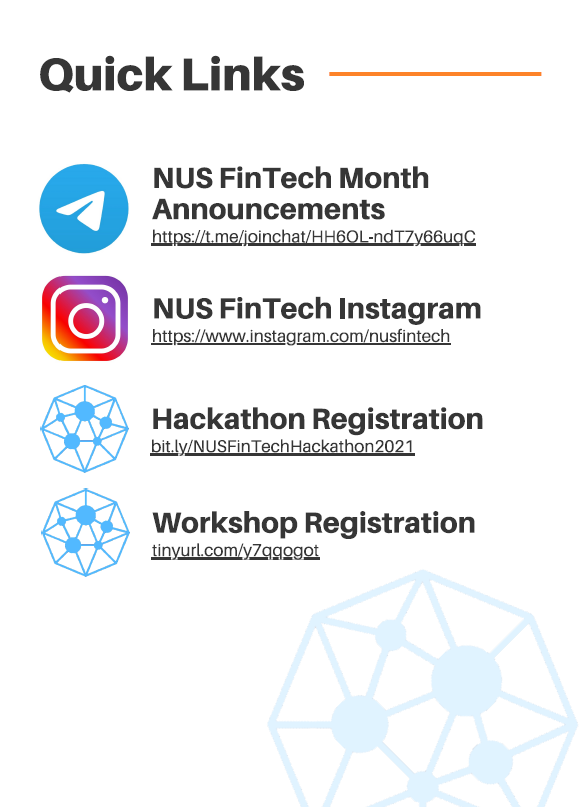 Quick Links
NUS FinTech Month
Announcements
https://t.me/joinchat/HH6OL-ndT7y66uqC
NUS FinTech Instagram
https://www.instagram.com/nusfintech
Hackathon Registration
bit.ly/NUSFinTechHackathon2021
Workshop Registration
tinyurl.com/y7qqogot